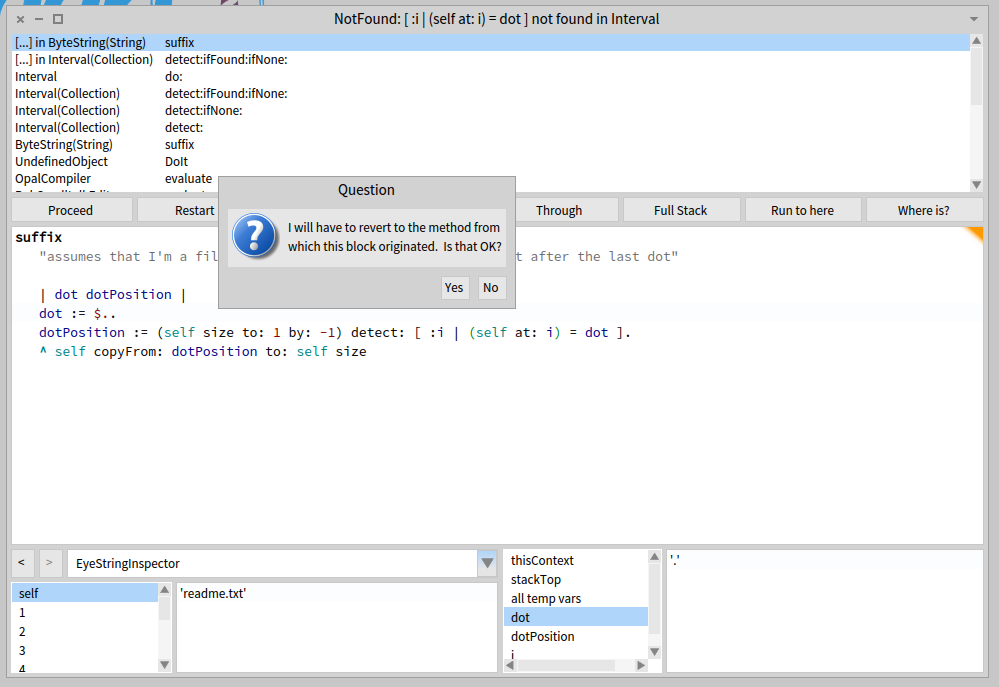 NotFound: [ :i | (self at: i) = dot ] not found in Interval
[...] in ByteString(String) suffix
[...] in Interval(Collection) detect:ifFound:ifNone:
Interval do:
Interval(Collection) detect:ifFound:ifNone:
Interval(Collection) detect:ifNone:
Interval(Collection) detect:
ByteString(String) suffix
UndefinedObject DoIt
OpalCompiler evaluate
Proceed Restart Through Full Stack Run to here Where is?
Question
I will have to revert to the method from
which this block originated. Is that OK?
Yes No
suffix
"assumes that I'm a fil t after the last dot"
| dot dotPosition |
dot := $..
dotPosition := (self size to: 1 by: -1) detect: [ :i | (self at: i) = dot ].
^ self copyFrom: dotPosition to: self size
< > EyeStringInspector
self
1
2
3
4
'readme.txt'
thisContext
stackTop
all temp vars
dot
dotPosition
i
'.'